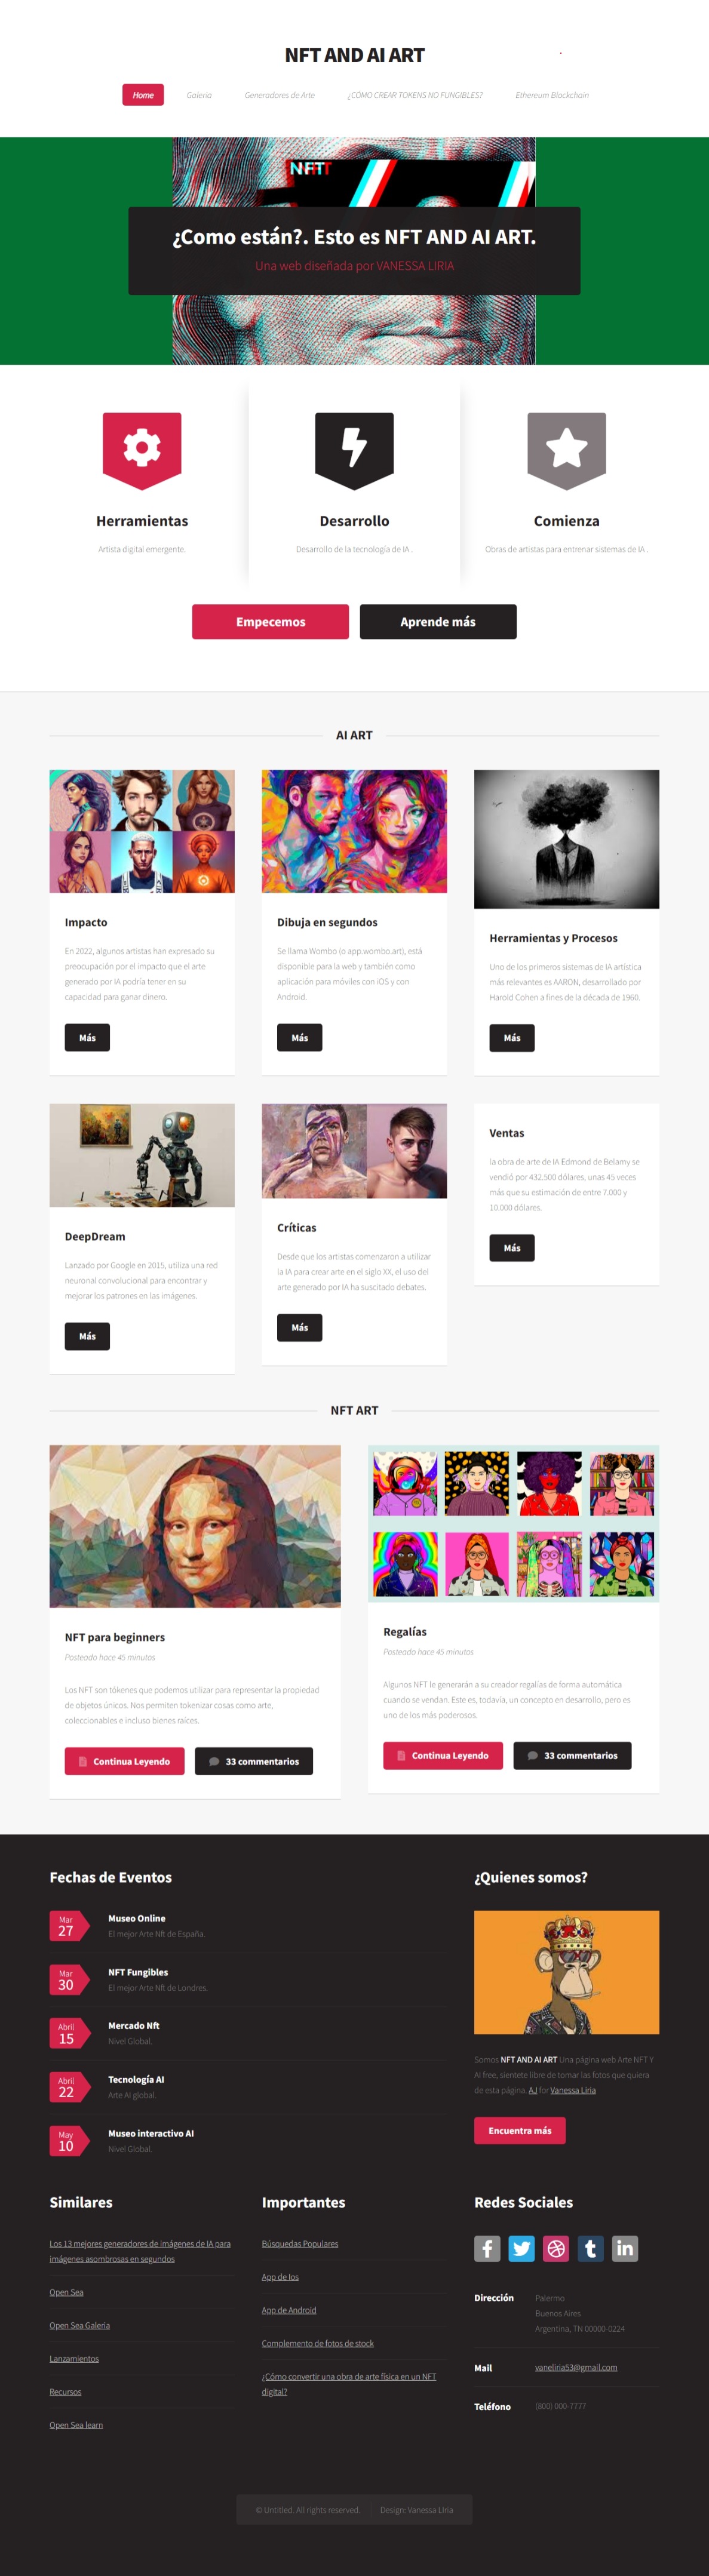 NFT AND AI ART
Home
Galeria
Generadores de Arte
¿CÓMO CREAR TOKENS NO FUNGIBLES?
Ethereum Blockchain
NFT
¿Como están?. Esto es NFT AND AI ART.
Una web diseñada por VANESSA LIRIA
Herramientas
Artista digital emergente.
Desarrollo
Desarrollo de la tecnología de IA .
Comienza
Obras de artistas para entrenar sistemas de IA .
Empecemos
Aprende más
AI ART
Impacto
En 2022, algunos artistas han expresado su
preocupación por el impacto que el arte
generado por IA podría tener en su
capacidad para ganar dinero.
Más
Dibuja en segundos
Se llama Wombo (o app.wombo.art), está
disponible para la web y también como
aplicación para móviles con iOS y con
Android.
Más
Herramientas y Procesos
Uno de los primeros sistemas de IA artística
más relevantes es AARON, desarrollado por
Harold Cohen a fines de la década de 1960.
Más
DeepDream
Lanzado por Google en 2015, utiliza una red
neuronal convolucional para encontrar y
mejorar los patrones en las imágenes.
Más
Críticas
Desde que los artistas comenzaron a utilizar
la IA para crear arte en el siglo XX, el uso del
arte generado por IA ha suscitado debates.
Más
Ventas
la obra de arte de IA Edmond de Belamy se
vendió por 432.500 dólares, unas 45 veces
más que su estimación de entre 7.000 y
10.000 dólares.
Más
NFT ART
NFT para beginners
Posteado hace 45 minutos
Los NFT son tókenes que podemos utilizar para representar la propiedad
de objetos únicos. Nos permiten tokenizar cosas como arte,
coleccionables e incluso bienes raíces.
Continua Leyendo
33 commentarios
Regalías
Posteado hace 45 minutos
Algunos NFT le generarán a su creador regalías de forma automática
cuando se vendan. Este es, todavía, un concepto en desarrollo, pero es
uno de los más poderosos.
Continua Leyendo
33 commentarios
Fechas de Eventos
Mar
27
Museo Online
El mejor Arte Nft de España.
Mar
30
NFT Fungibles
El mejor Arte Nft de Londres.
Abril
15
Mercado Nft
Nivel Global.
Abril
22
Tecnología AI
Arte AI global.
May
10
Museo interactivo AI
Nivel Global.
¿Quienes somos?
Somos NFT AND AI ART Una página web Arte NFT Y
AI free, sientete libre de tomar las fotos que quiera
de esta página. AJ for Vanessa Liria
Encuentra más
Similares
Los 13 mejores generadores de imágenes de IA para
imágenes asombrosas en segundos
Open Sea
Open Sea Galeria
Lanzamientos
Recursos
Open Sea learn
Importantes
Búsquedas Populares
App de Ios
App de Android
Complemento de fotos de stock
¿Cómo convertir una obra de arte física en un NFT
digital?
Redes Sociales
Dirección
Palermo
Buenos Aires
Argentina, TN 00000-0224
Mail
vaneliria53@gmail.com
Teléfono
(800) 000-7777
© Untitled. All rights reserved.
Design: Vanessa Liria